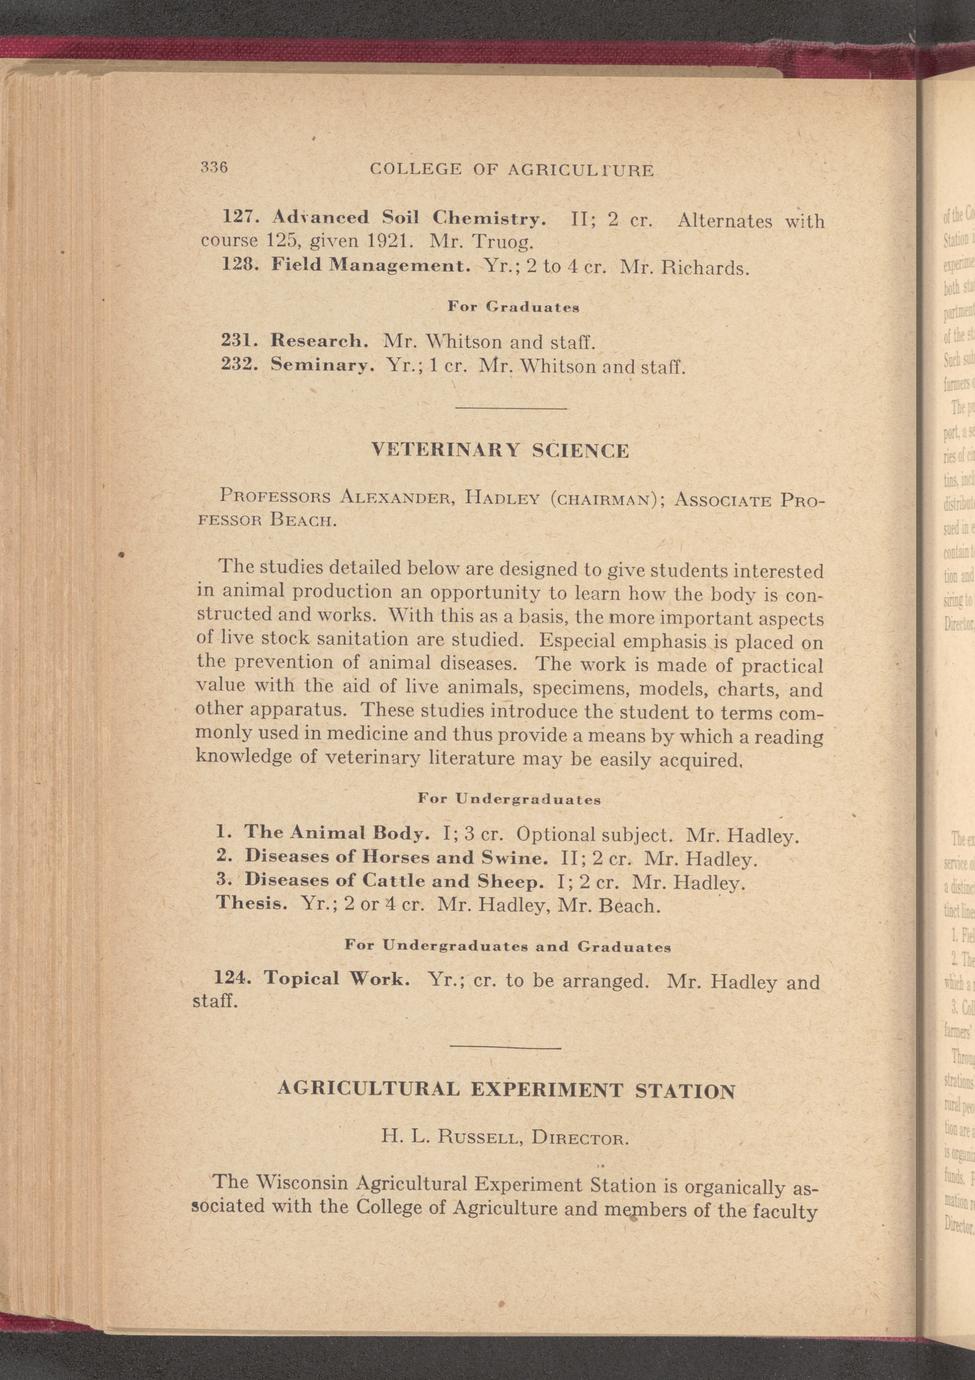 336 COLLEGE OF AGRICULTURE
127. Advanced Soil Chemistry. II; 2 cr. Alternates with
course 125, given 1921. Mr. Truog.
128. Field Management. Yr.; 2 to 4 cr. Mr. Richards.
For Graduates
231. Research. Mr. Whitson and staff.
232. Seminary. Yr.; 1 cr. Mr. Whitson and staff.
VETERINARY SCIENCE
PROFESSORS ALEXANDER, HADLEY (CHAIRMAN); ASSOCIATE PRO-
FESSOR BEACH.
The studies detailed below are designed to give students interested
in animal production an opportunity to learn how the body is con-
structed and works. With this as a basis, the more important aspects
of live stock sanitation are studied. Especial emphasis is placed on
the prevention of animal diseases. The work is made of practical
value with the aid of live animals, specimens, models, charts, and
other apparatus. These studies introduce the student to terms com-
monly used in medicine and thus provide a means by which a reading
knowledge of veterinary literature may be easily acquired.
For Undergraduates
1. The Animal Body. I; 3 cr. Optional subject. Mr. Hadley.
2. Diseases of Horses and Swine. II; 2 cr. Mr. Hadley.
3. Diseases of Cattle and Sheep. I; 2 cr. Mr. Hadley.
Thesis. Yr.; 2 or 4 cr. Mr. Hadley, Mr. Beach.
For Undergraduates and Graduates
124. Topical Work. Yr.; cr. to be arranged. Mr. Hadley and
staff.
AGRICULTURAL EXPERIMENT STATION
H. L. RUSSELL, DIRECTOR.
The Wisconsin Agricultural Experiment Station is organically as-
sociated with the College of Agriculture and members of the faculty